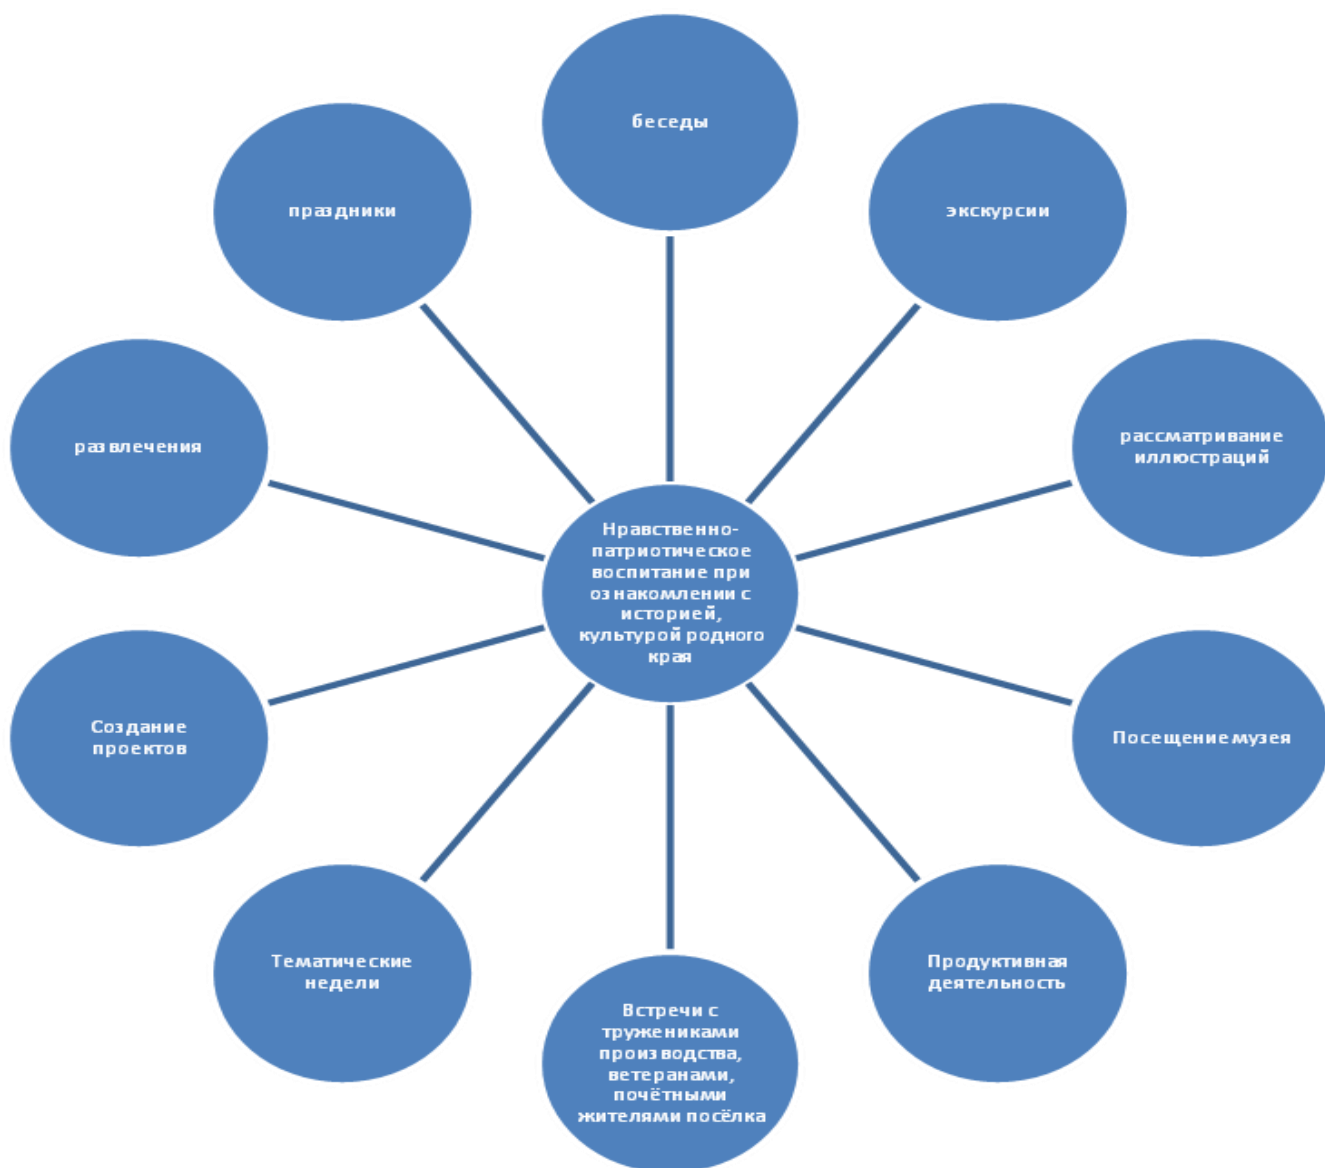 беседы
праздники
экскурсии
развлечения
рассматривание
иллюстраций
Нравственно-
патриотическое
воспитание при
ознакомлении с
историей,
культурой родного
края
Создание
проектов
Посещение музея
Тематические
недели
Продуктивная
деятельность
Встречи с
тружениками
производства,
ветеранами,
почётными
жителями посёлка